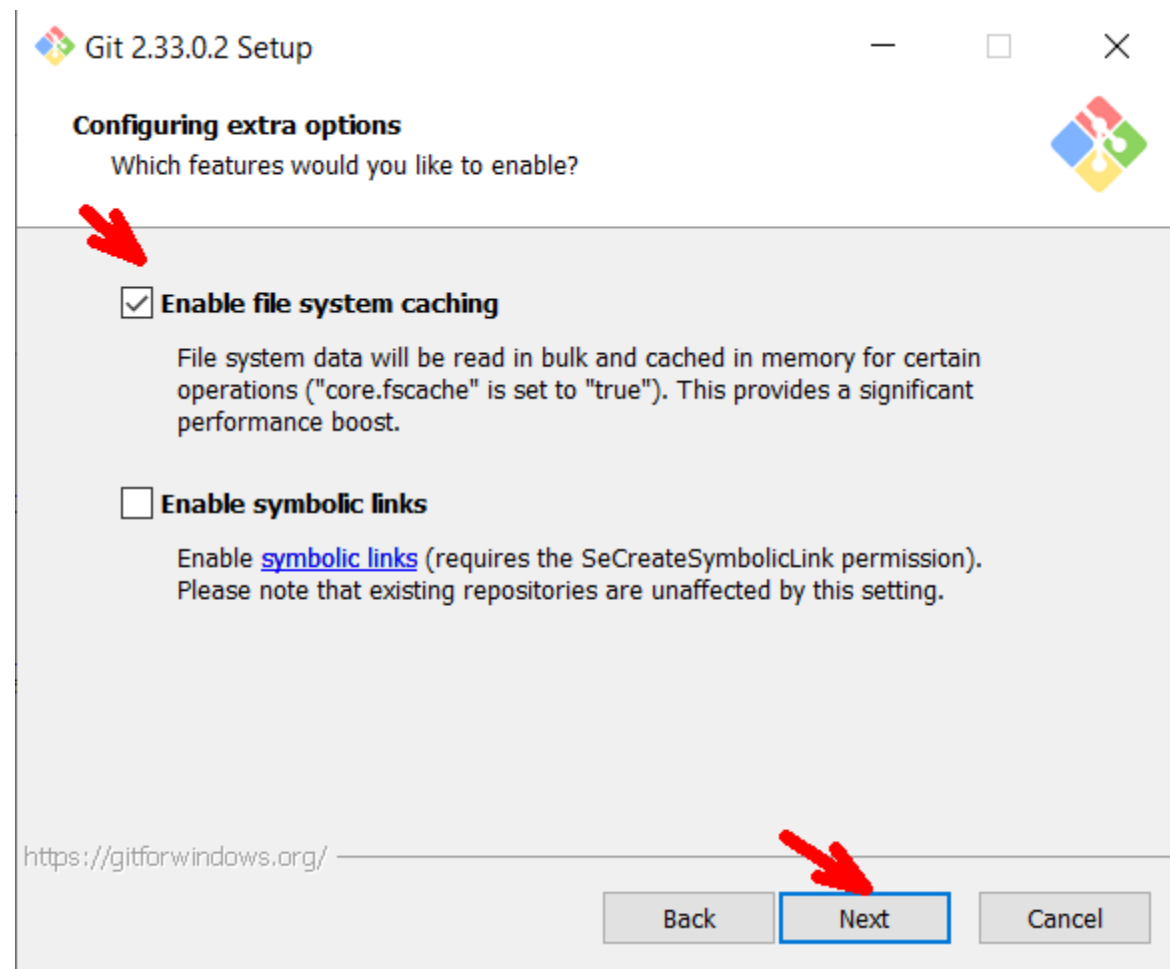 Git 2.33.0.2 Setup
Configuring extra options
Which features would you like to enable?
Enable file system caching
File system data will be read in bulk and cached in memory for certain
operations ("core.fscache" is set to "true"). This provides a significant
performance boost.
Enable symbolic links
Enable symbolic links (requires the SeCreateSymbolicLink permission).
Please note that existing repositories are unaffected by this setting.
https://gitforwindows.org/
Back Next Cancel